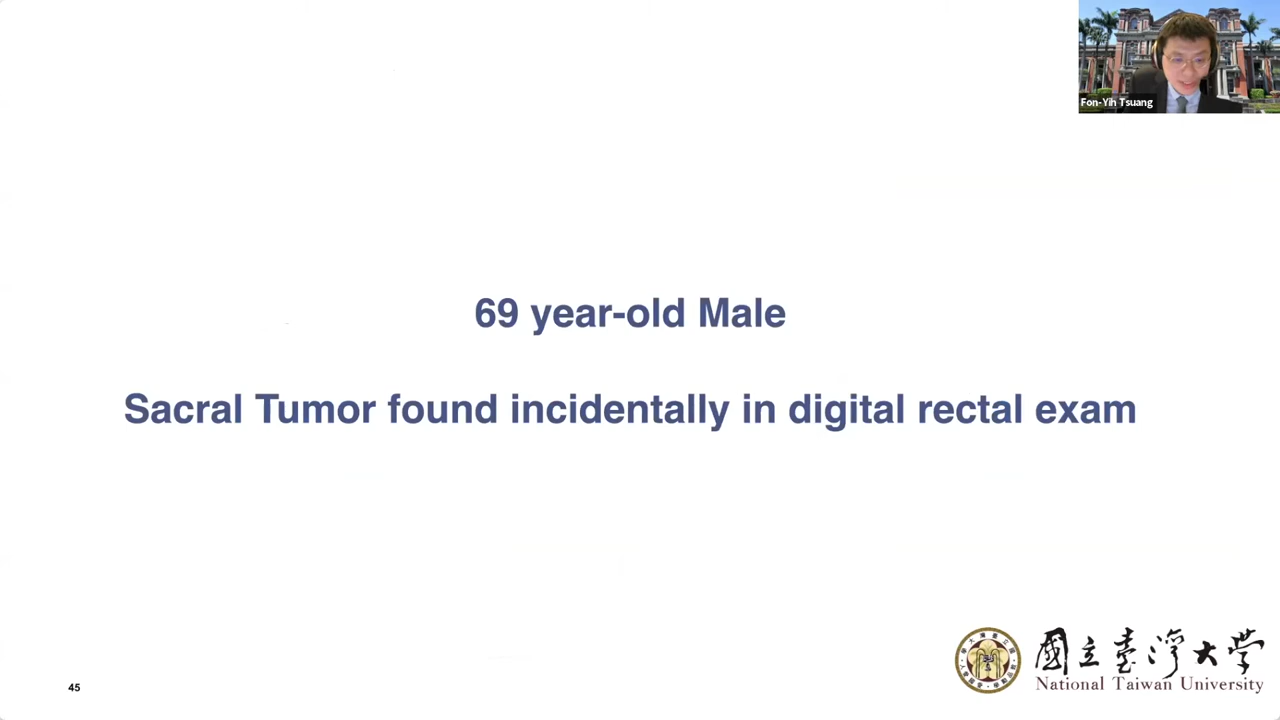 Fon-Yih Tsuang
69 year-old Male
Sacral Tumor found incidentally in digital rectal exam
45
國立臺灣大學
National Taiwan University